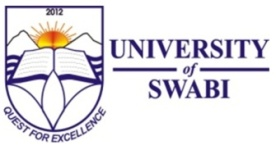 2012
QUEST FOR EXCELLENCE
UNIVERSITY
of
SWABI